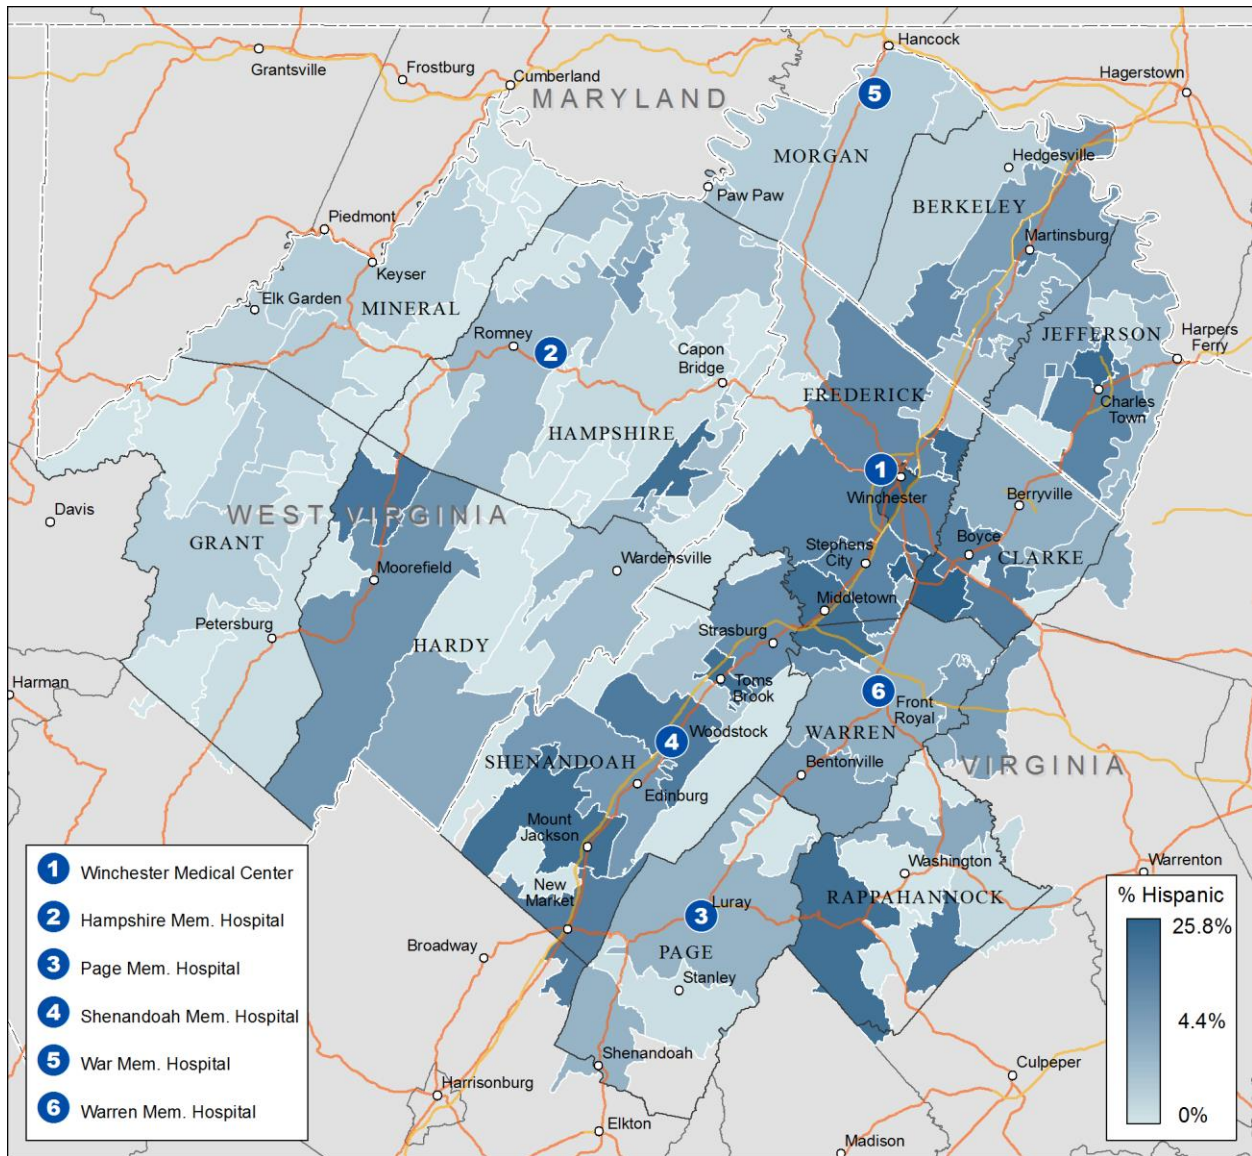 Hancock
Grantsville
Frostburg
Cumberland
Hagerstown
MARYLAND
5
MORGAN
Hedgesville
Paw Paw
BERKELEY
Piedmont
Martinsburg
Keyser
Elk Garden
MINERAL
Romney
2
Capon
Bridge
JEFFERSON
Harpers
Ferry
FREDERICK
Charles
Town
HAMPSHIRE
1
Winchester
Berryville
Davis
WEST VIRGINIA
GRANT
Stephens
City
Boyce
CLARKE
Wardensville
Moorefield
Middletown
Petersburg
HARDY
Strasburg
Harman
Toms
Brook
6
Front
Royal
Woodstock
4
WARREN
SHENANDOAH
VIRGINIA
Bentonville
Edinburg
Mount
Jackson
Washington
Warrenton
New
Market
Luray
3
RAPPAHANNOCK
Broadway
PAGE
Stanley
Shenandoah
Culpeper
Harrisonburg
Elkton
Madison
1 Winchester Medical Center
2 Hampshire Mem. Hospital
3 Page Mem. Hospital
4 Shenandoah Mem. Hospital
5 War Mem. Hospital
6 Warren Mem. Hospital
% Hispanic
25.8%
4.4%
0%